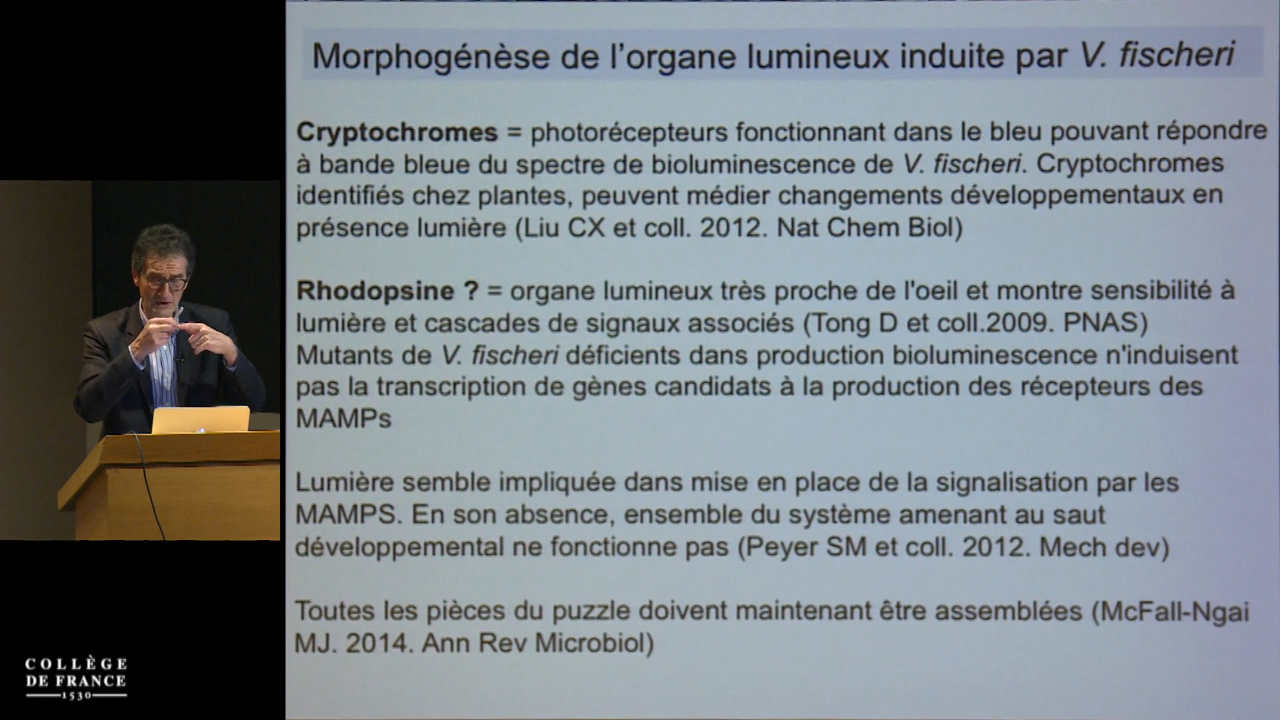 Morphogénèse de l'organe lumineux induite par V. fischeri
Cryptochromes = photorécepteurs fonctionnant dans le bleu pouvant répondre
à bande bleue du spectre de bioluminescence de V. fischeri. Cryptochromes
identifiés chez plantes, peuvent médier changements développementaux en
présence lumière (Liu CX et coll. 2012. Nat Chem Biol)
Rhodopsine ? = organe lumineux très proche de l'oeil et montre sensibilité à
lumière et cascades de signaux associés (Tong D et coll.2009. PNAS)
Mutants de V. fischeri déficients dans production bioluminescence n'induisent
pas la transcription de gènes candidats à la production des récepteurs des
MAMPs
Lumière semble impliquée dans mise en place de la signalisation par les
MAMPS. En son absence, ensemble du système amenant au saut
développemental ne fonctionne pas (Peyer SM et coll. 2012. Mech dev)
Toutes les pièces du puzzle doivent maintenant être assemblées (McFall-Ngai
MJ. 2014. Ann Rev Microbiol)
COLLÈGE
DE FRANCE
1530